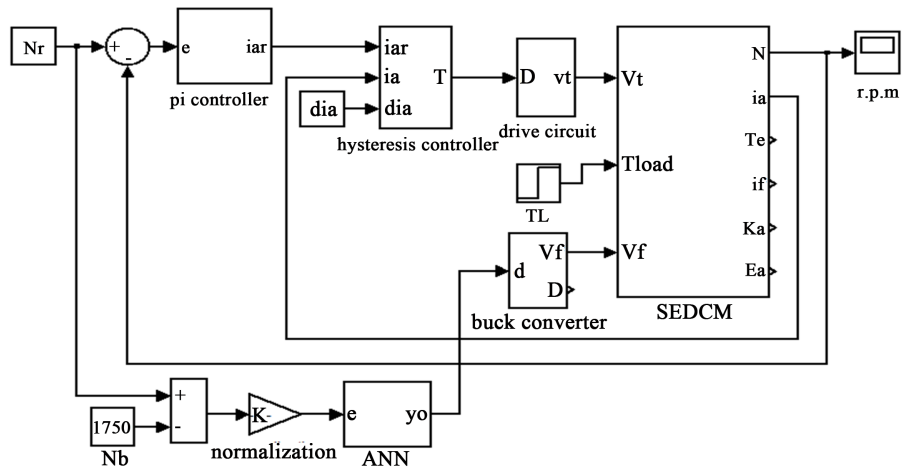 Nr
+
-
e
iar
pi controller
iar
ia
dia
T
dia
hysteresis controller
D
vt
drive circuit
TL
Vt
Tload
Vf
N
ia
Te
if
Ka
Ea
SEDCM
r.p.m
d
Vf
D
buck converter
1750
Nb
+
-
-K-
normalization
e
yo
ANN